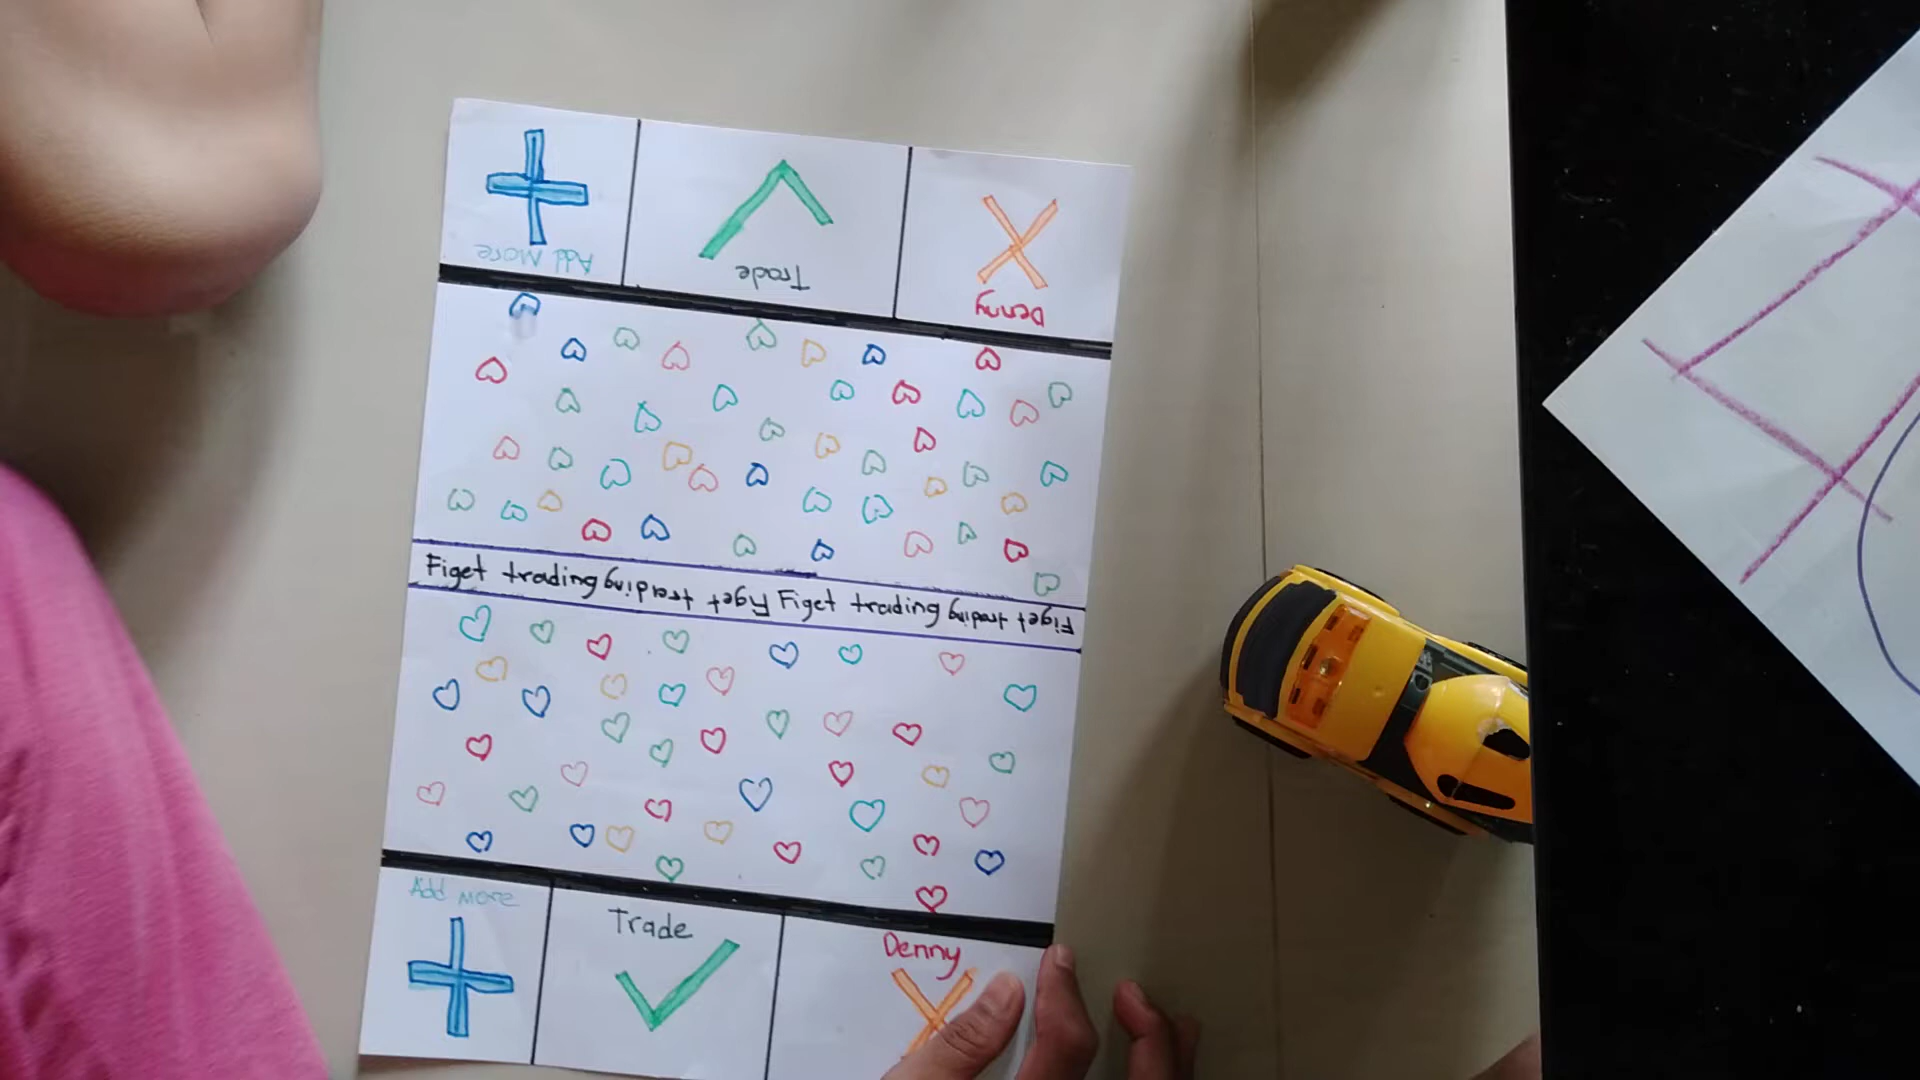 Add More
Trade
Denny
Figet trading Figet trading Figet trading Figet trading
Add More
Trade
Denny